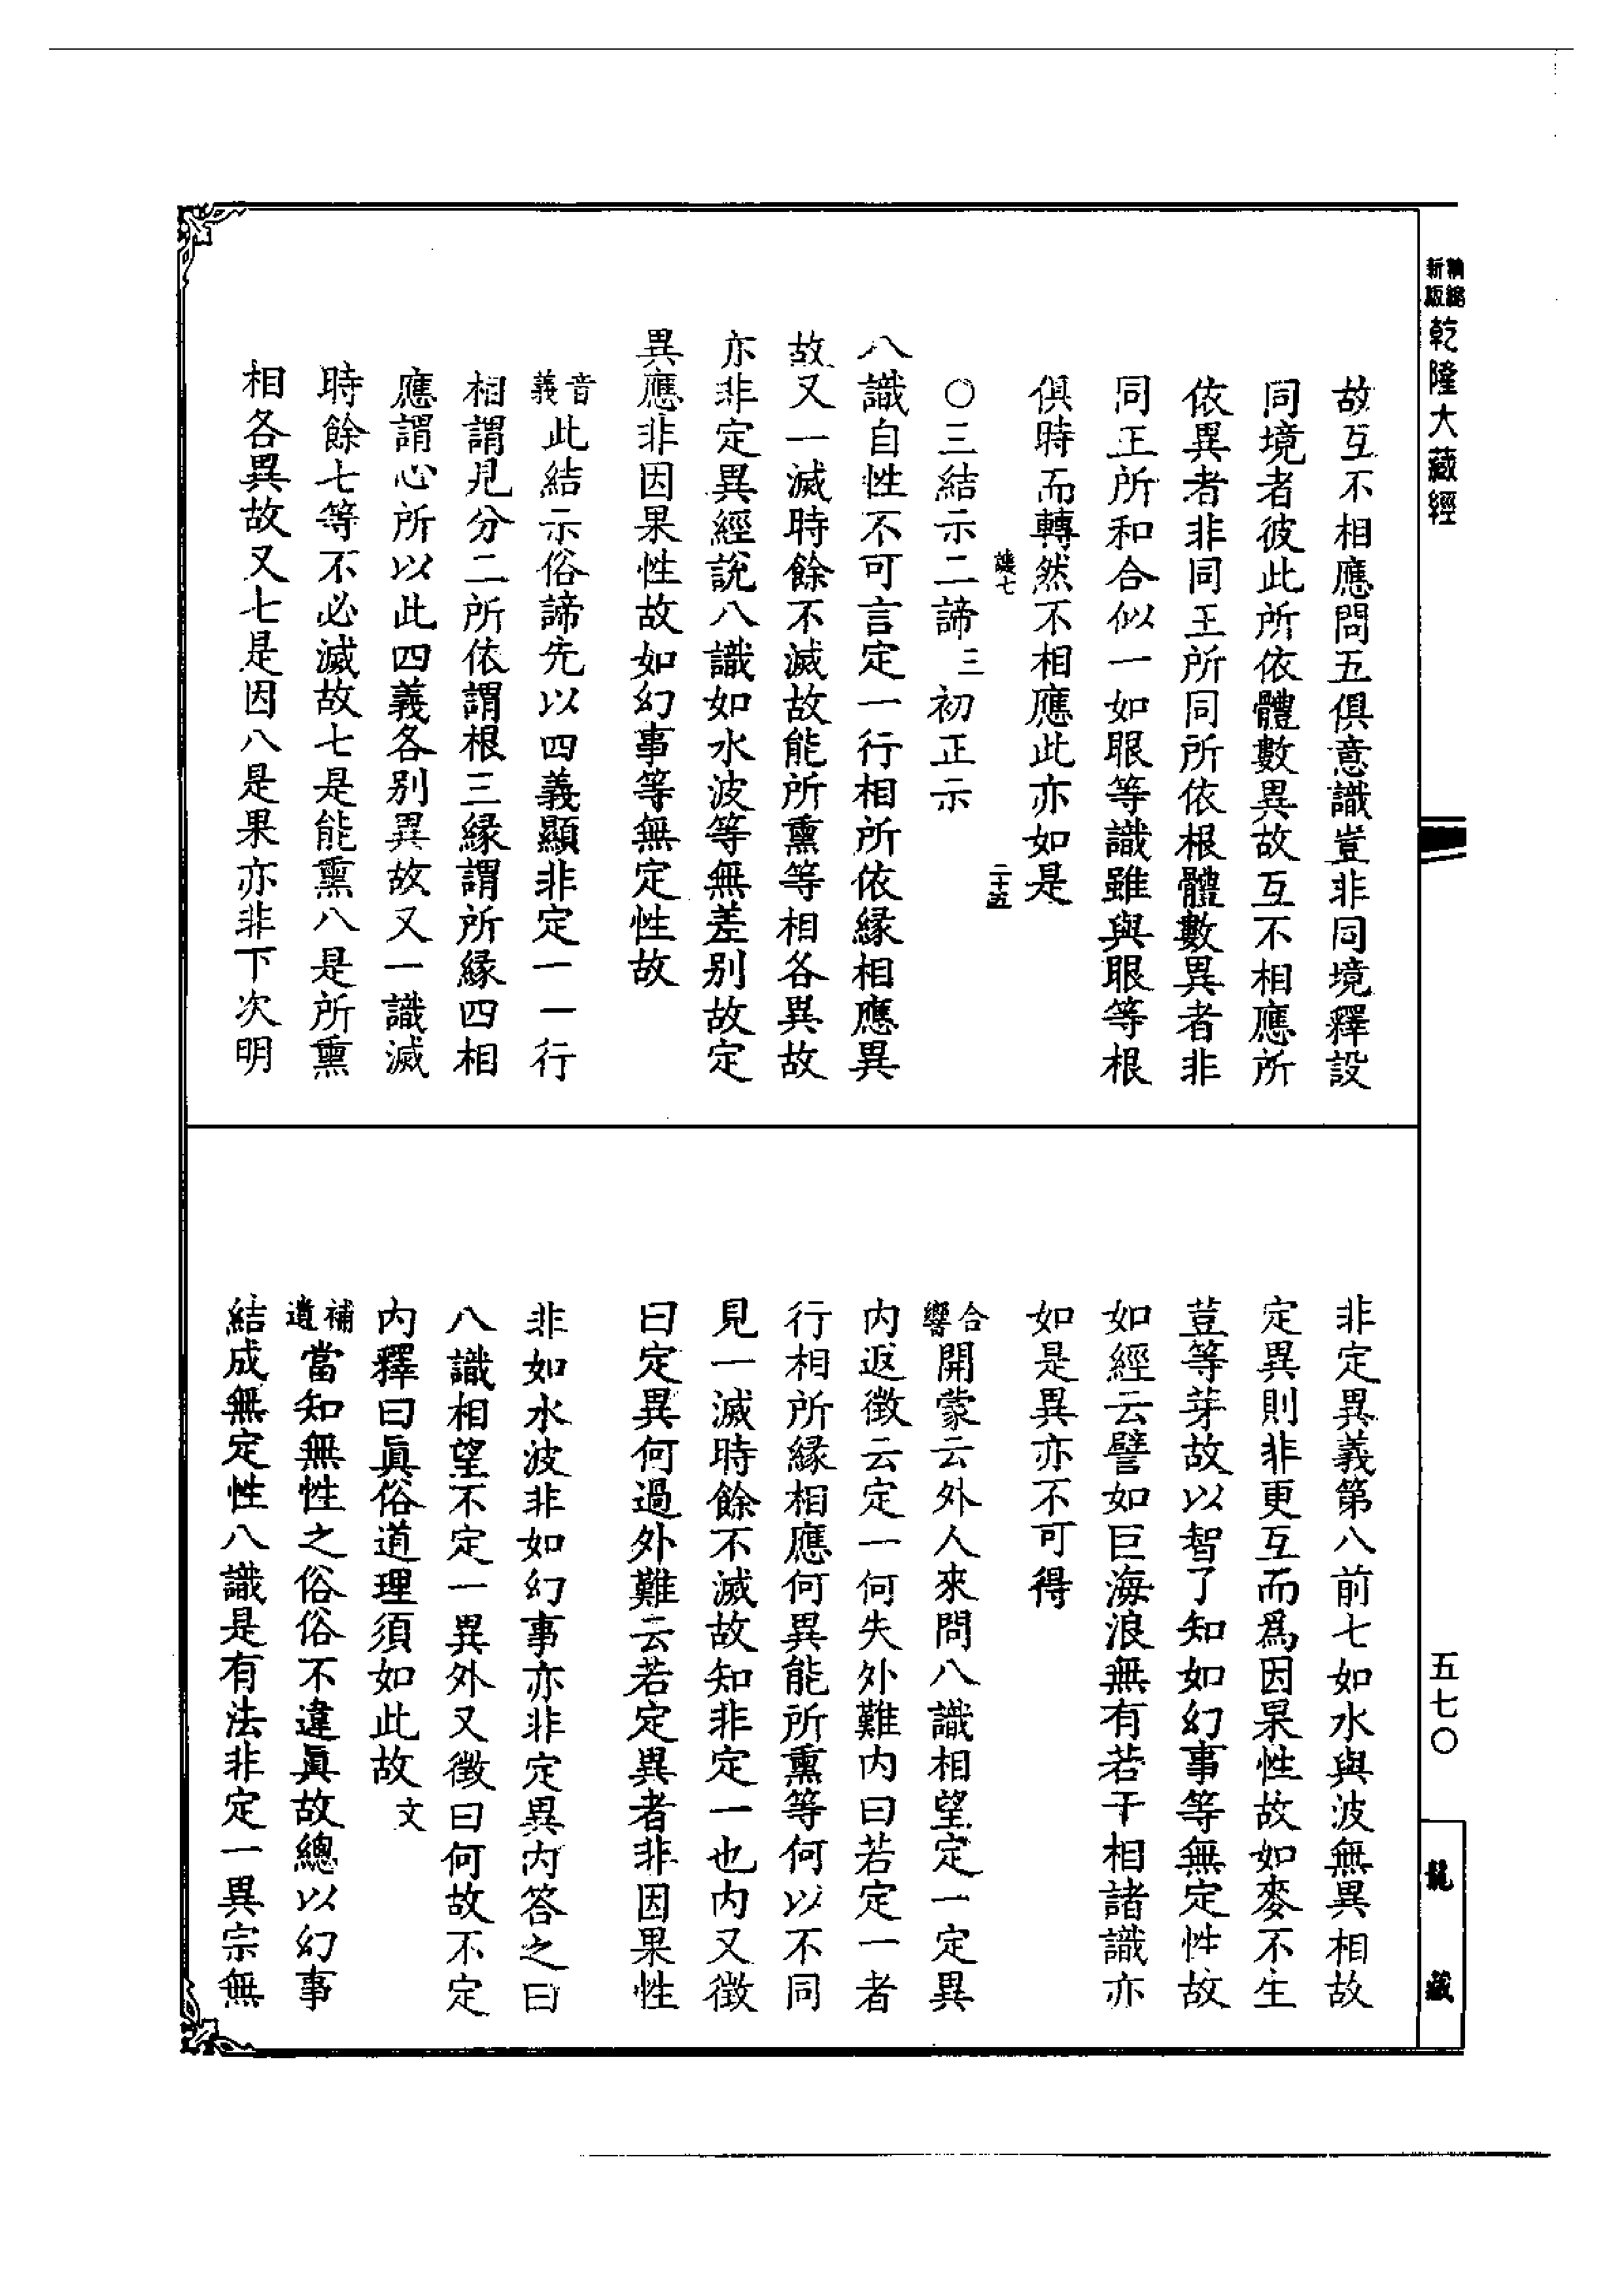 精縮新版乾隆大藏經
故互不相應問五俱意識豈非同境釋設
同境者彼此所依體數異故互不相應所
依異者非同王所同所依根體數異者非
同王所和合似一如眼等識雖與眼等根
俱時而轉然不相應此亦如是
二十五
○三結示二諦三初正示
八識自性不可言定一行相所依緣相應異
故又一滅時餘不滅故能所熏等相各異故
亦非定異經說八識如水波等無差別故定
異應非因果性故如幻事等無定性故
音義此結示俗諦先以四義顯非定一一行
相謂見分二所依謂根三緣謂所緣四相
應謂心所以此四義各别異故又一識滅
時餘七等不必滅故七是能熏八是所熏
相各異故又七是因八是果亦非下次明
非定異義第八前七如水與波無異相故
定異則非更互而爲因果性故如麥不生
荳等芽故以智了知如幻事等無定性故
如經云譬如巨海浪無有若干相諸識亦
如是異亦不可得
合響開蒙云外人來問八識相望定一定異
内返徵云定一何失外難内曰若定一者
行相所緣相應何異能所熏等何以不同
見一滅時餘不滅故知非定一也内又徵
曰定異何過外難云若定異者非因果性
非如水波非如幻事亦非定異内答之曰
八識相望不定一異外又徵曰何故不定
内釋曰眞俗道理須如此故文
補遺當知無性之俗俗不違眞故總以幻事
結成無定性八識是有法非定一異宗無
五七〇
龍藏